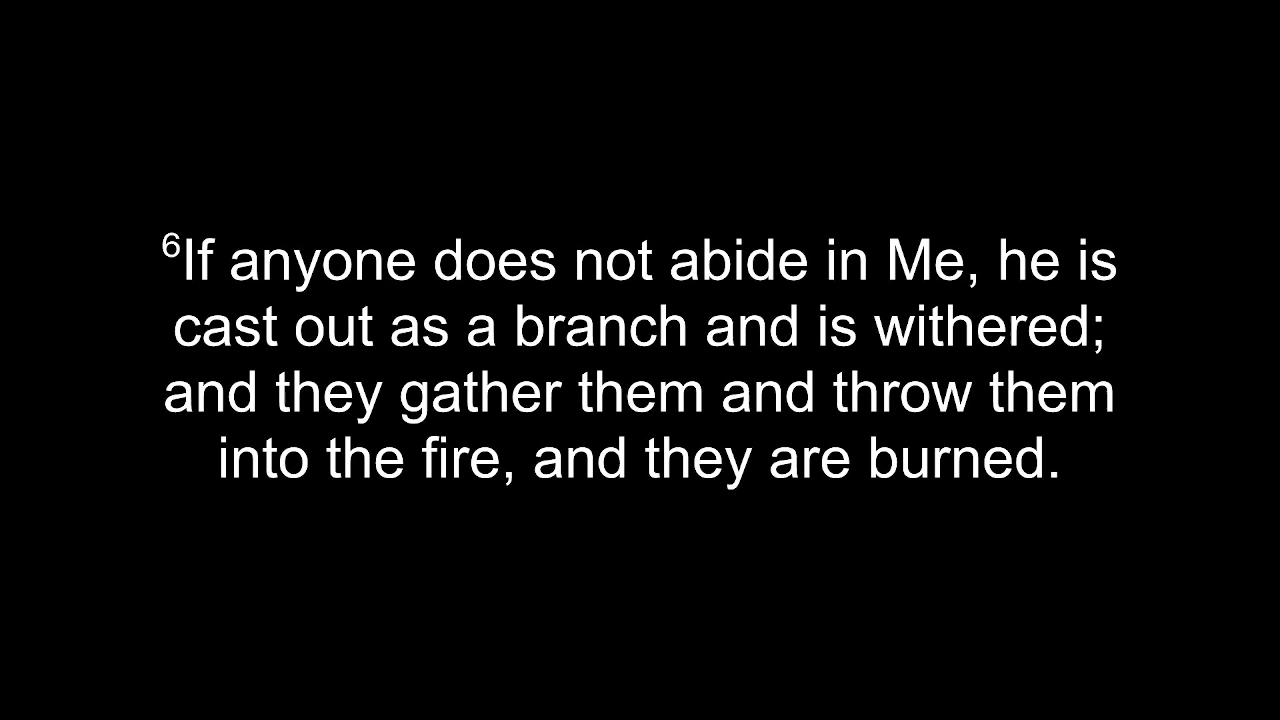 6If anyone does not abide in Me, he is
cast out as a branch and is withered;
and they gather them and throw them
into the fire, and they are burned.